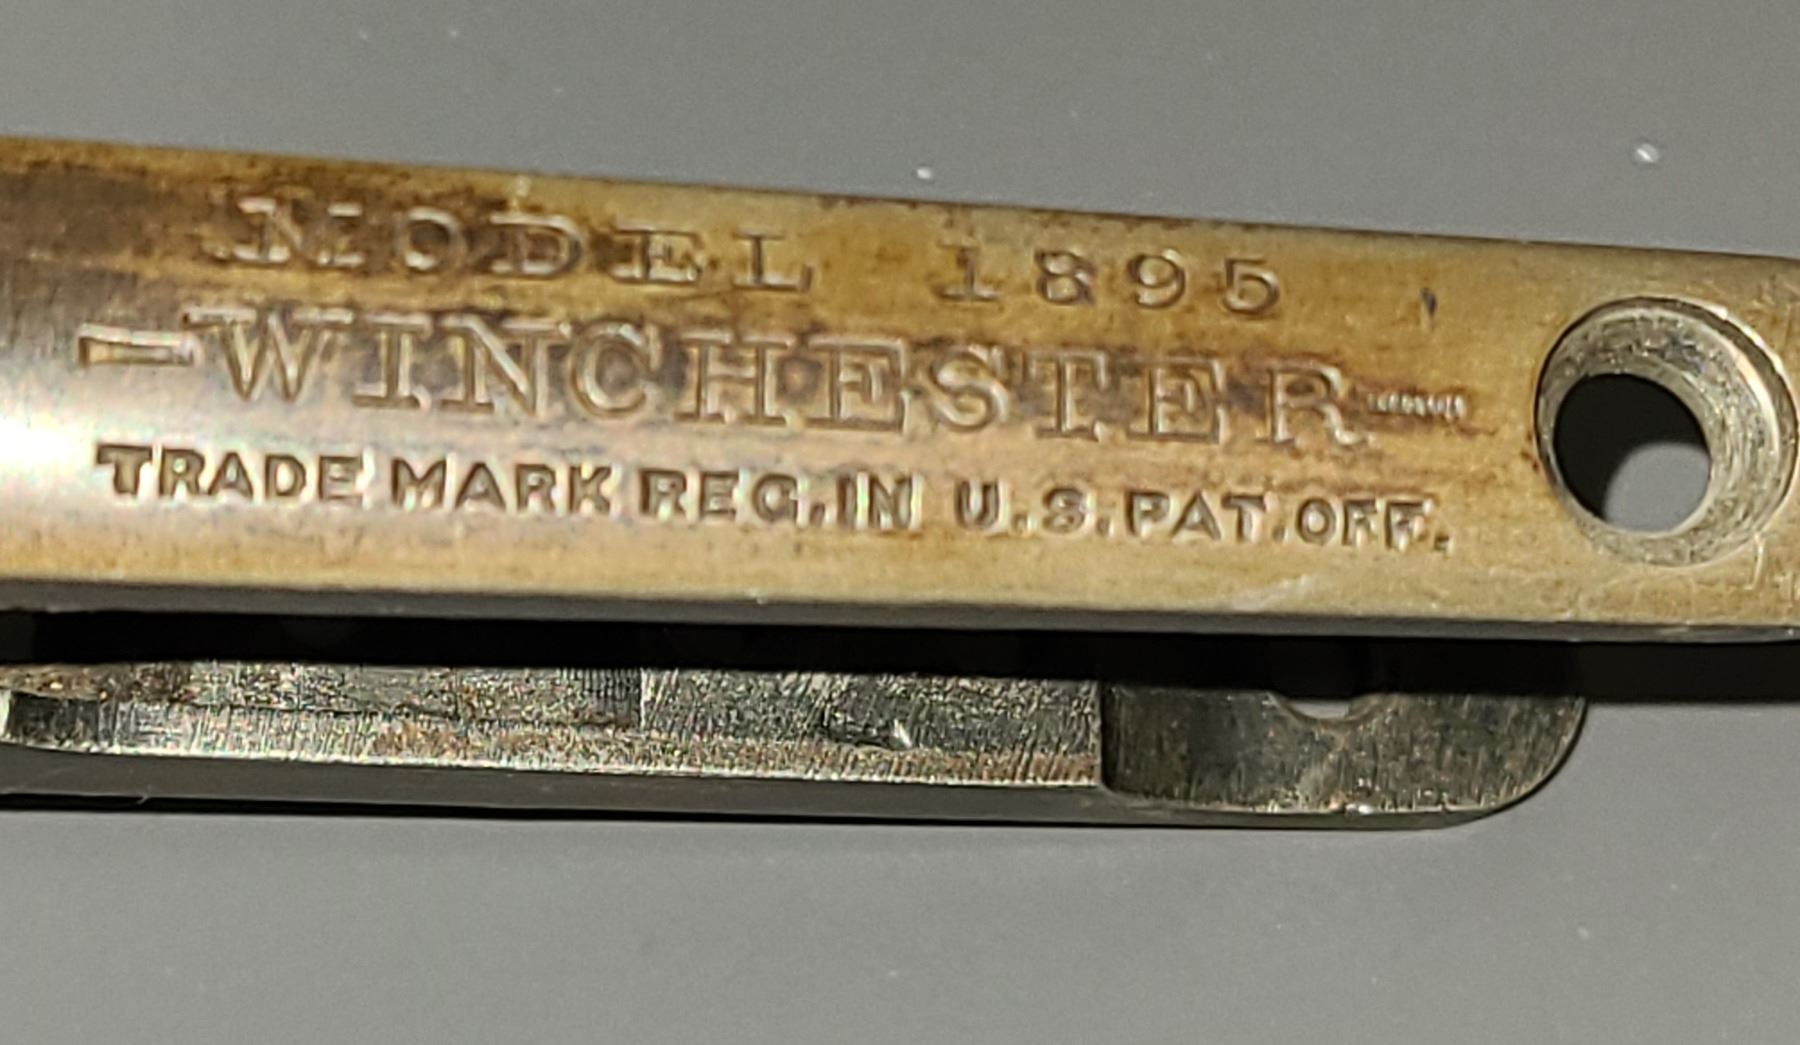 MODEL 1895
-WINCHESTER-
TRADE MARK REG. IN U.S. PAT. OFF.